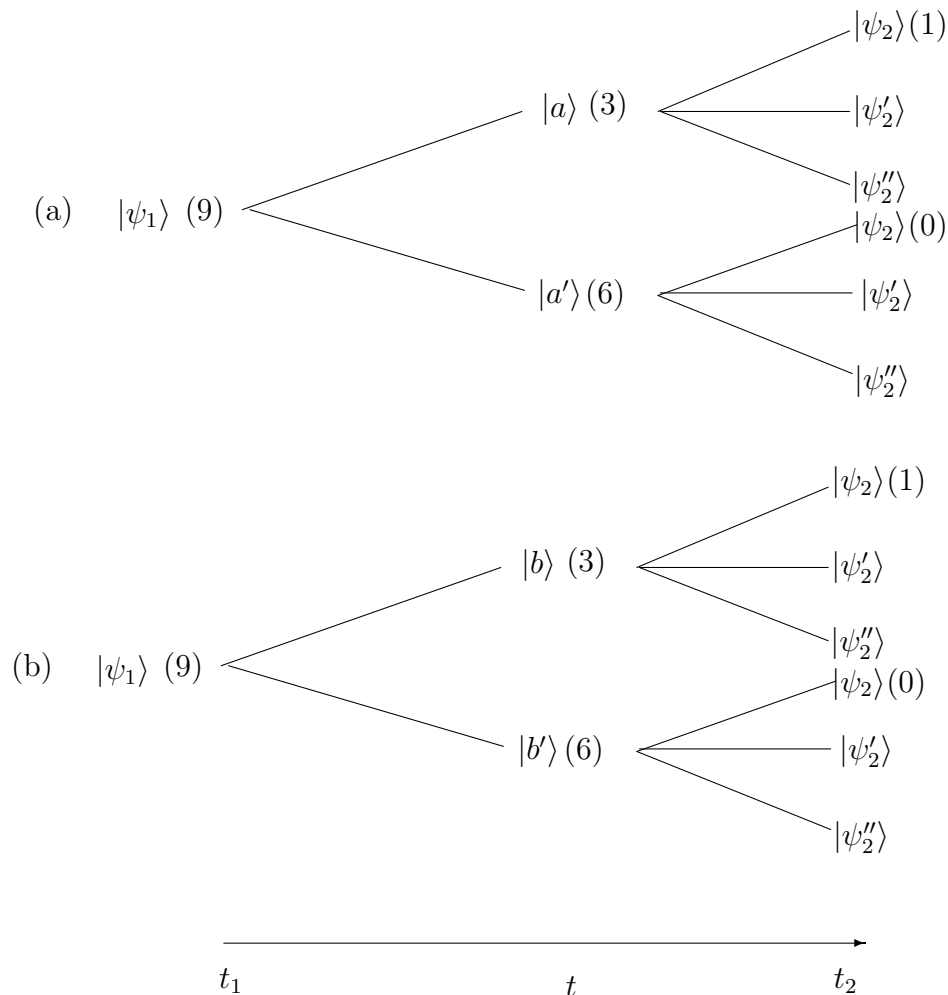 |ψ₂⟩(1)
|a⟩ (3) |ψ₂′⟩
|ψ₂″⟩
(a) |ψ₁⟩ (9)
|ψ₂⟩(0)
|a′⟩(6) |ψ₂′⟩
|ψ₂″⟩
|ψ₂⟩(1)
|b⟩ (3) |ψ₂′⟩
|ψ₂″⟩
(b) |ψ₁⟩ (9)
|ψ₂⟩(0)
|b′⟩(6) |ψ₂′⟩
|ψ₂″⟩
t₁ t t₂